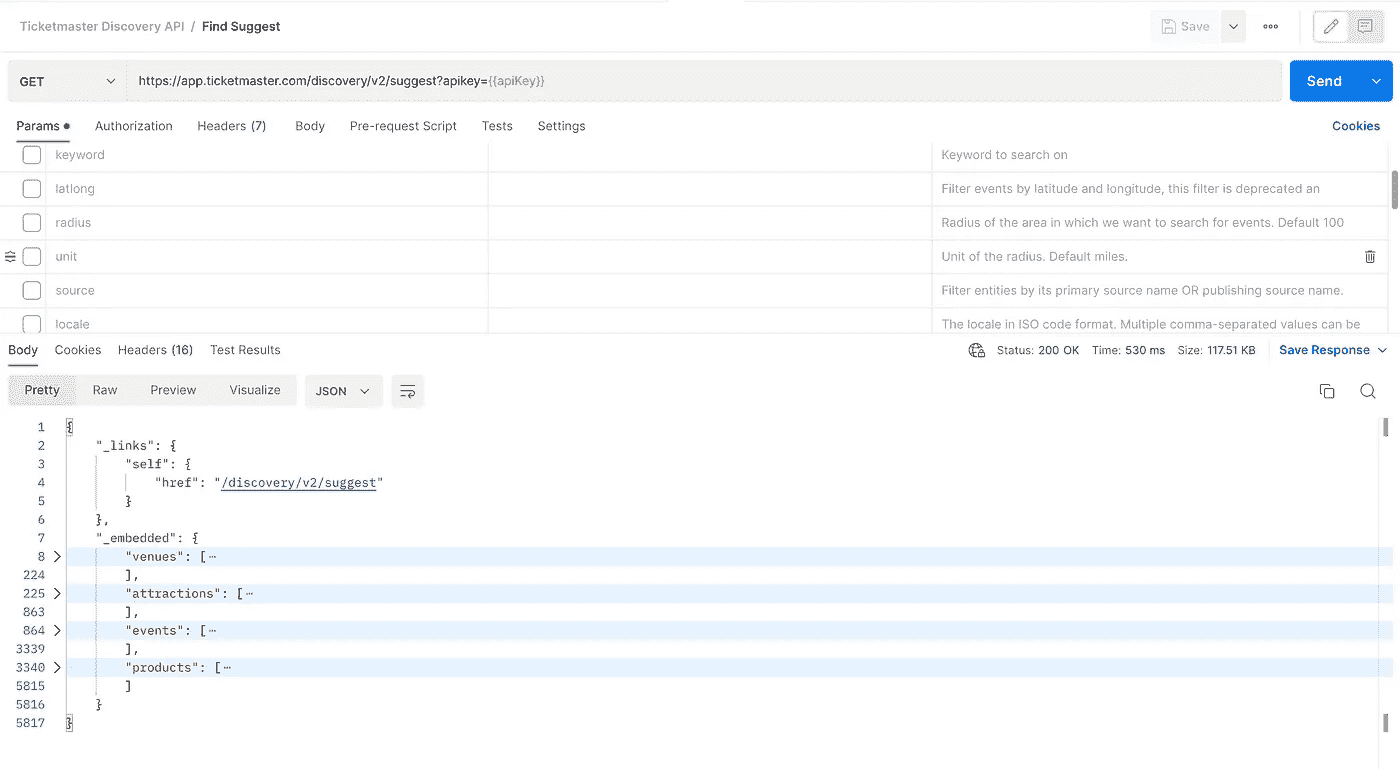 Ticketmaster Discovery API / Find Suggest Save
GET https://app.ticketmaster.com/discovery/v2/suggest?apikey={{apiKey}} Send
Params Authorization Headers (7) Body Pre-request Script Tests Settings Cookies
keyword Keyword to search on
latlong Filter events by latitude and longitude, this filter is deprecated an
radius Radius of the area in which we want to search for events. Default 100
unit Unit of the radius. Default miles.
source Filter entities by its primary source name OR publishing source name.
locale The locale in ISO code format. Multiple comma-separated values can be
Body Cookies Headers (16) Test Results Status: 200 OK Time: 530 ms Size: 117.51 KB Save Response
Pretty Raw Preview Visualize JSON
1 {
2 "_links": {
3 "self": {
4 "href": "/discovery/v2/suggest"
5 }
6 },
7 "_embedded": {
8 "venues": [⋯
224 ],
225 "attractions": [⋯
863 ],
864 "events": [⋯
3339 ],
3340 "products": [⋯
5815 ]
5816 }
5817 }